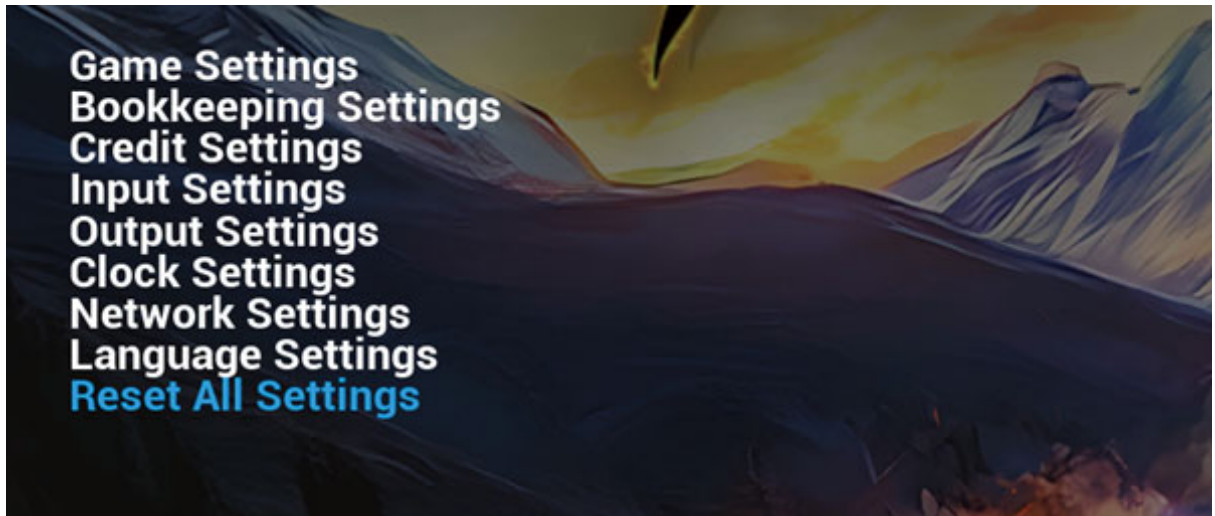 Game Settings
Bookkeeping Settings
Credit Settings
Input Settings
Output Settings
Clock Settings
Network Settings
Language Settings
Reset All Settings